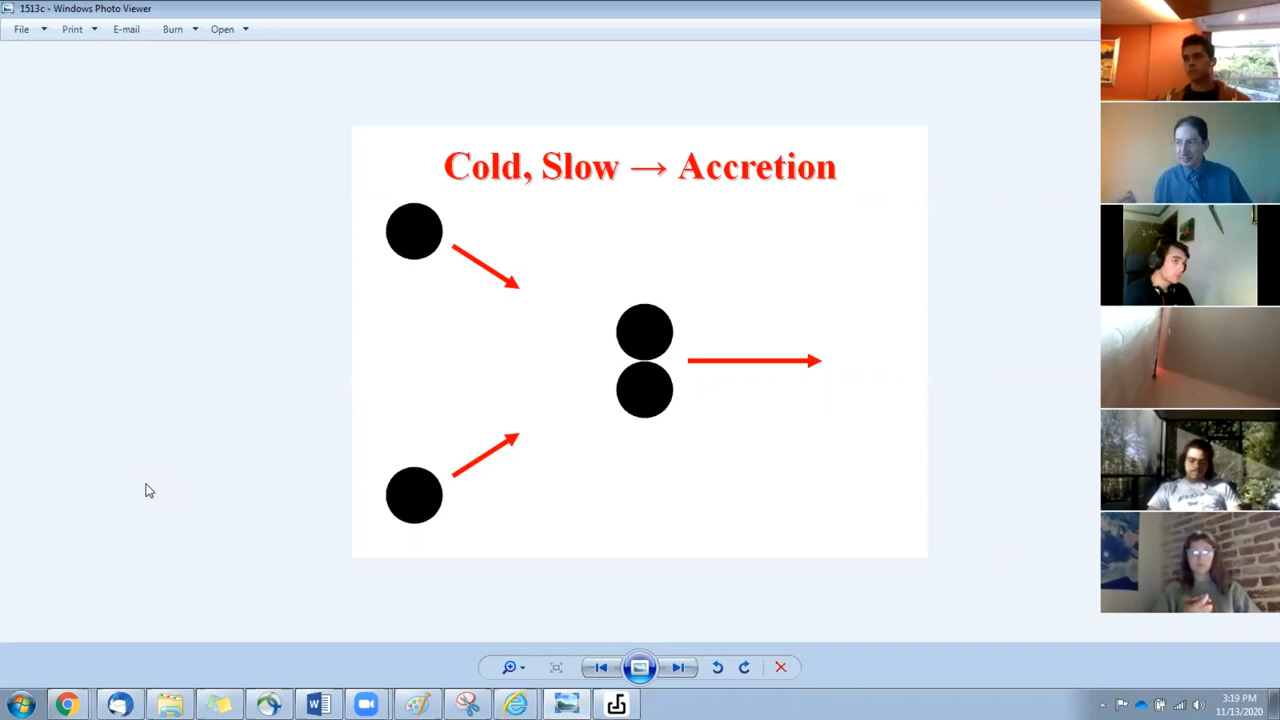 1513c - Windows Photo Viewer
File Print E-mail Burn Open
Cold, Slow → Accretion
3:19 PM
11/13/2020